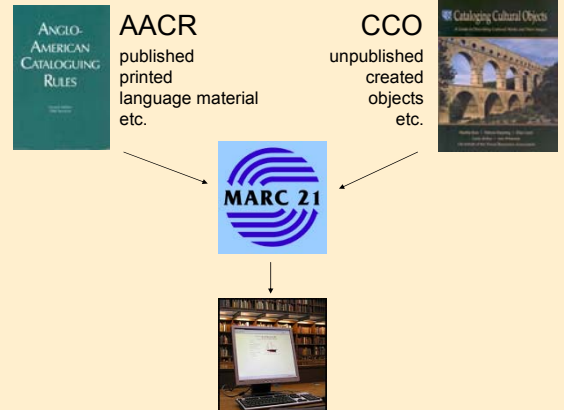 ANGLO-
AMERICAN
CATALOGUING
RULES
AACR
published
printed
language material
etc.
CCO
unpublished
created
objects
etc.
Cataloging Cultural Objects
MARC 21